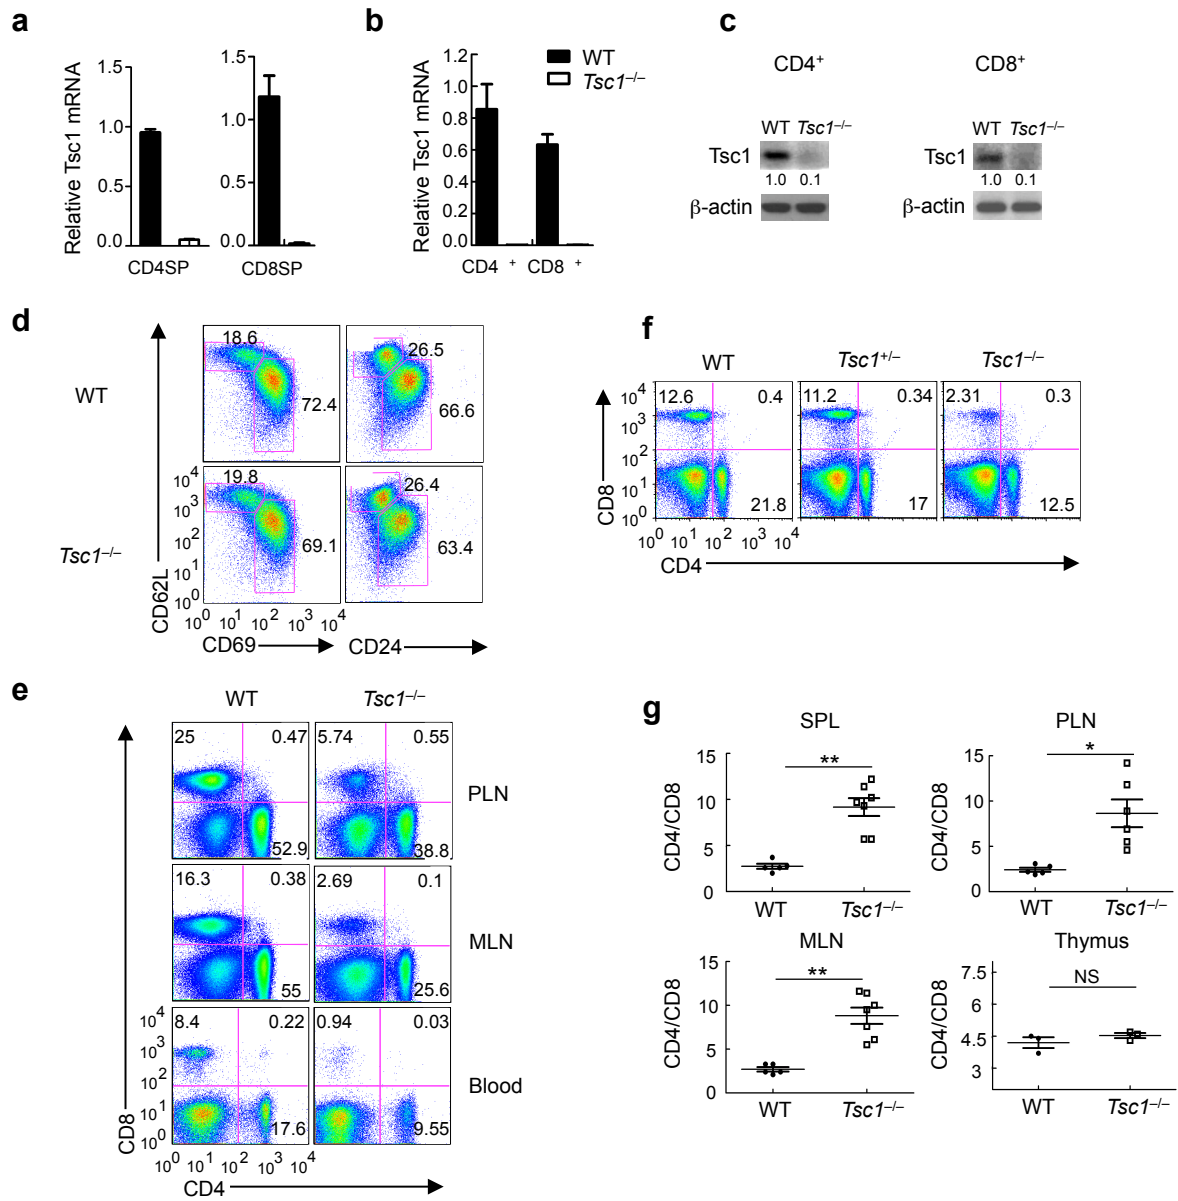 a
Relative Tsc1 mRNA
1.5
1.0
0.5
0.0
CD4SP
1.5
1.0
0.5
0.0
CD8SP
b
WT
Tsc1–/–
Relative Tsc1 mRNA
1.2
1.0
0.8
0.6
0.4
0.2
0.0
CD4 + CD8 +
c
CD4+
WT Tsc1–/–
Tsc1
1.0 0.1
β-actin
CD8+
WT Tsc1–/–
Tsc1
1.0 0.1
β-actin
d
WT
18.6
72.4
26.5
66.6
Tsc1–/–
19.8
69.1
26.4
63.4
CD62L
10^4
10^3
10^2
10^1
10^0
10^0 10^1 10^2 10^3 10^4
CD69
CD24
e
WT Tsc1–/–
25 0.47 5.74 0.55
PLN
52.9 38.8
16.3 0.38 2.69 0.1
MLN
55 25.6
8.4 0.22 0.94 0.03
Blood
17.6 9.55
CD8
10^4
10^3
10^2
10^1
10^0
10^0 10^1 10^2 10^3 10^4
CD4
f
WT Tsc1+/– Tsc1–/–
12.6 0.4 11.2 0.34 2.31 0.3
21.8 17 12.5
CD8
10^4
10^3
10^2
10^1
10^0
10^0 10^1 10^2 10^3 10^4
CD4
g
SPL
CD4/CD8
15
10
5
0
**
WT Tsc1–/–
PLN
CD4/CD8
15
10
5
0
*
WT Tsc1–/–
MLN
CD4/CD8
15
10
5
0
**
WT Tsc1–/–
Thymus
CD4/CD8
7.5
6
4.5
3
NS
WT Tsc1–/–